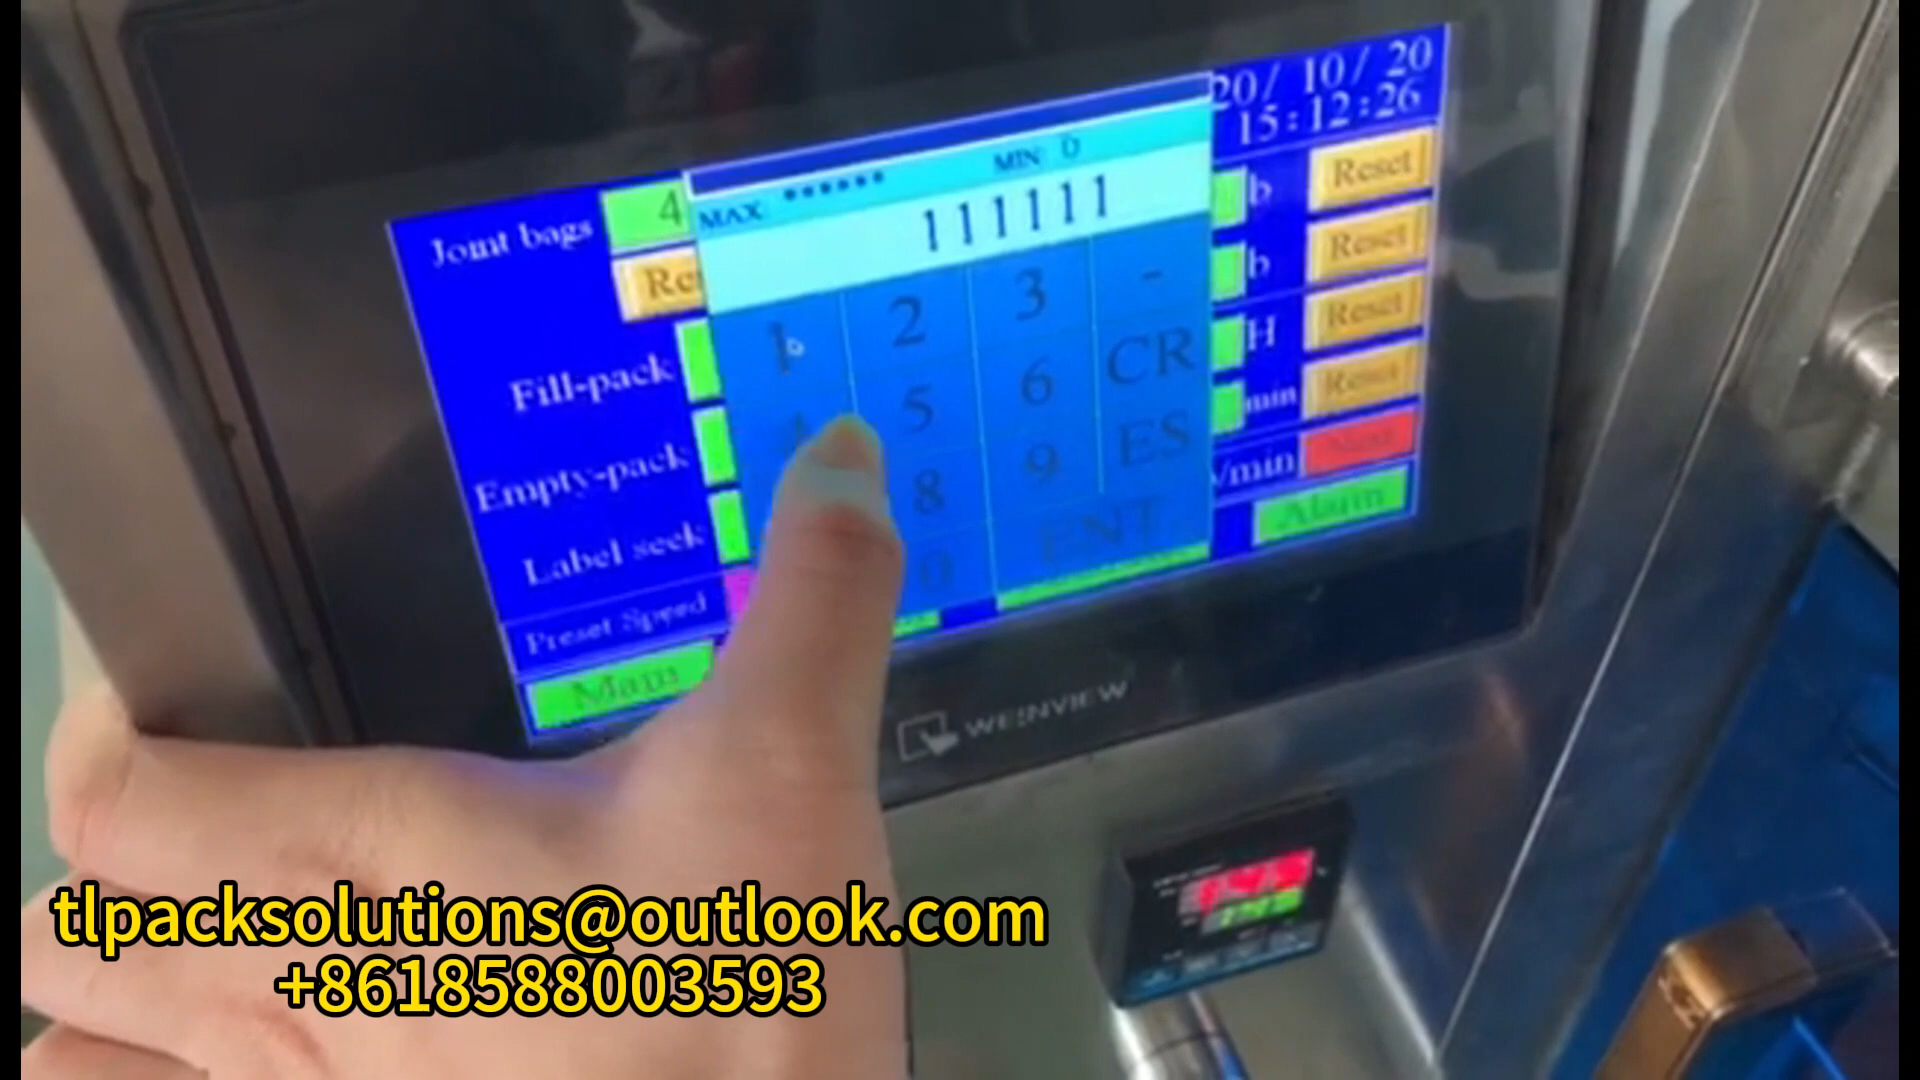 20/ 10/ 20
15:12:26
MIN: 0
MAX: ******
111111
Joint bags 4
b Reset
b Reset
H Reset
min Reset
/min
Alarm
Fill-pack
Empty-pack
Label seek
Preset Speed
Main
1 2 3 -
5 6 CR
8 9 ES
0 ENT
WEINVIEW
tlpacksolutions@outlook.com
+8618588003593